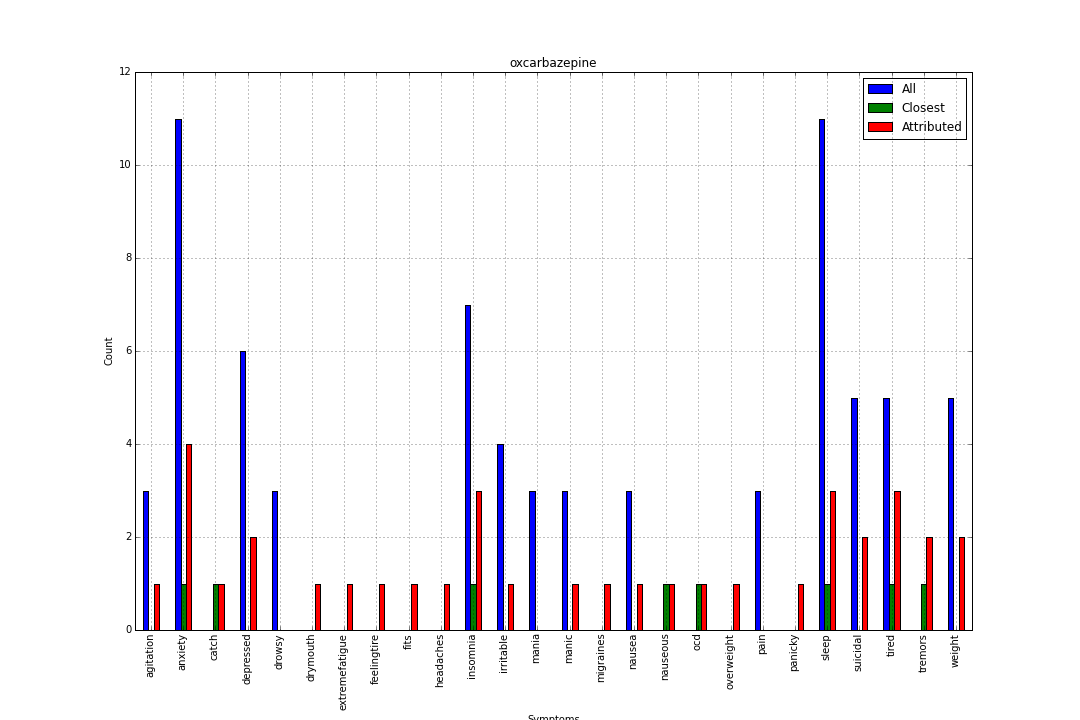 oxcarbazepine
12
10
8
6
4
2
0
Count
All
Closest
Attributed
agitation
anxiety
catch
depressed
drowsy
drymouth
extremefatigue
feelingtire
fits
headaches
insomnia
irritable
mania
manic
migraines
nausea
nauseous
ocd
overweight
pain
panicky
sleep
suicidal
tired
tremors
weight
Symptoms